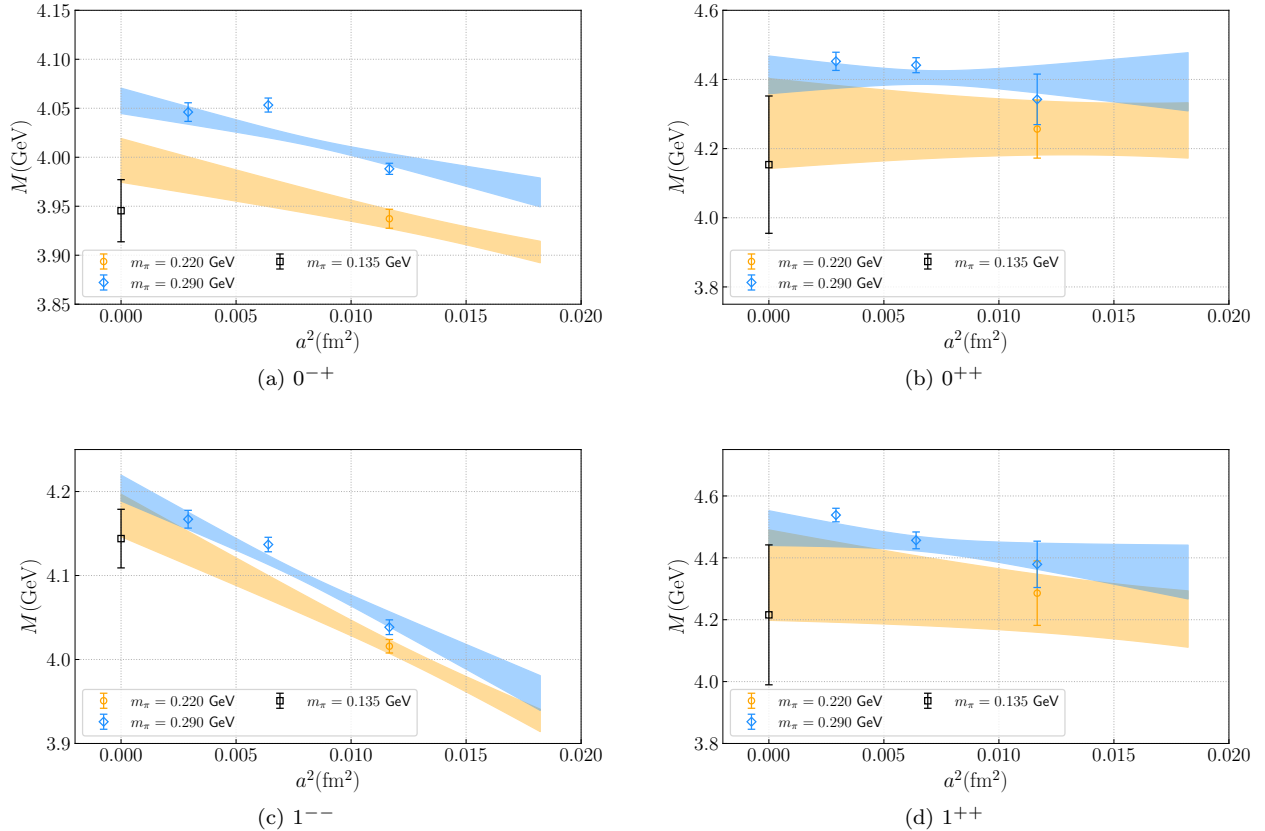 4.15
4.10
4.05
4.00
3.95
3.90
3.85
M(GeV)
m_π = 0.220 GeV
m_π = 0.290 GeV
m_π = 0.135 GeV
0.000 0.005 0.010 0.015 0.020
a²(fm²)
(a) 0⁻⁺
4.6
4.4
4.2
4.0
3.8
M(GeV)
m_π = 0.220 GeV
m_π = 0.290 GeV
m_π = 0.135 GeV
0.000 0.005 0.010 0.015 0.020
a²(fm²)
(b) 0⁺⁺
4.2
4.1
4.0
3.9
M(GeV)
m_π = 0.220 GeV
m_π = 0.290 GeV
m_π = 0.135 GeV
0.000 0.005 0.010 0.015 0.020
a²(fm²)
(c) 1⁻⁻
4.6
4.4
4.2
4.0
3.8
M(GeV)
m_π = 0.220 GeV
m_π = 0.290 GeV
m_π = 0.135 GeV
0.000 0.005 0.010 0.015 0.020
a²(fm²)
(d) 1⁺⁺